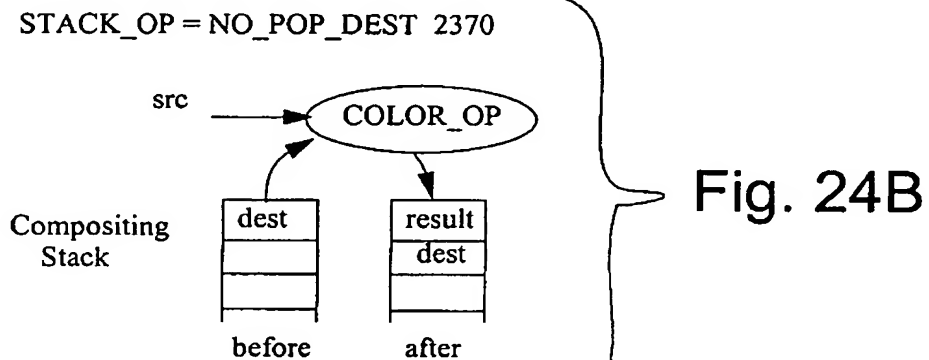 STACK_OP = NO_POP_DEST 2370
src
COLOR_OP
Fig. 24B
Compositing
Stack
dest
result
dest
before
after